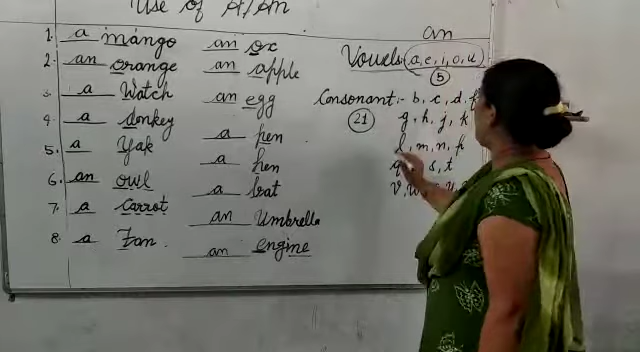 Use of A/An
1. a mango
2. an orange
3. a Watch
4. a donkey
5. a Yak
6. an owl
7. a carrot
8. a Fan.
an ox
an apple
an egg
a pen
a hen
a bat
an Umbrella
an engine
an
Vowels (a, e, i, o, u)
5
Consonant:- b, c, d, f
21
g, h, j, k
l, m, n, p
q, s, t
v, w,